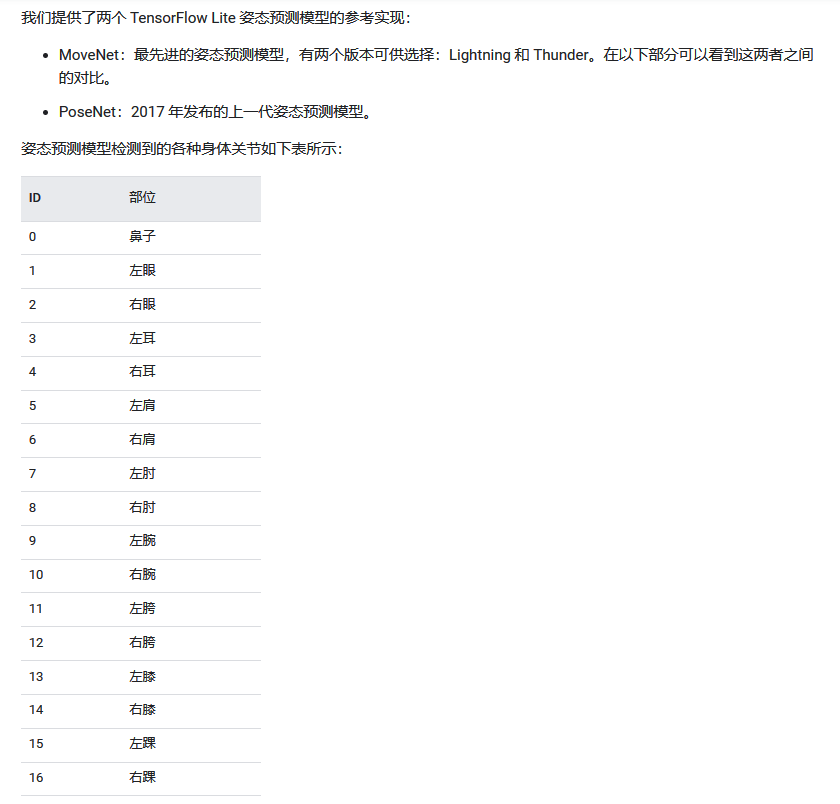 我们提供了两个 TensorFlow Lite 姿态预测模型的参考实现：
• MoveNet：最先进的姿态预测模型，有两个版本可供选择：Lightning 和 Thunder。在以下部分可以看到这两者之间
的对比。
• PoseNet：2017 年发布的上一代姿态预测模型。
姿态预测模型检测到的各种身体关节如下表所示：
ID 部位
0 鼻子
1 左眼
2 右眼
3 左耳
4 右耳
5 左肩
6 右肩
7 左肘
8 右肘
9 左腕
10 右腕
11 左胯
12 右胯
13 左膝
14 右膝
15 左踝
16 右踝